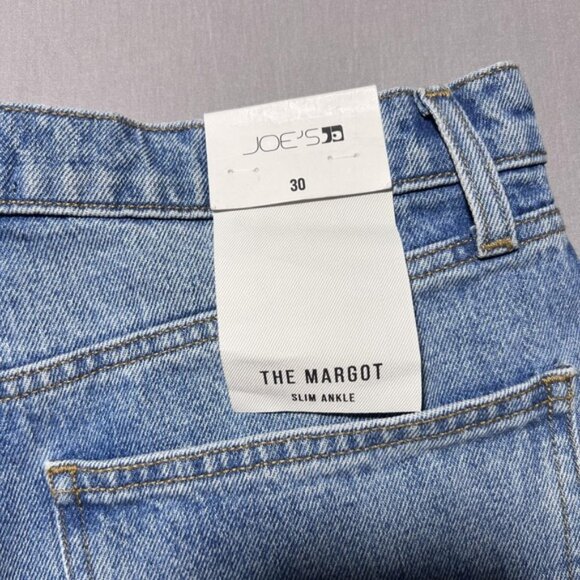 JOE'S
30
THE MARGOT
SLIM ANKLE